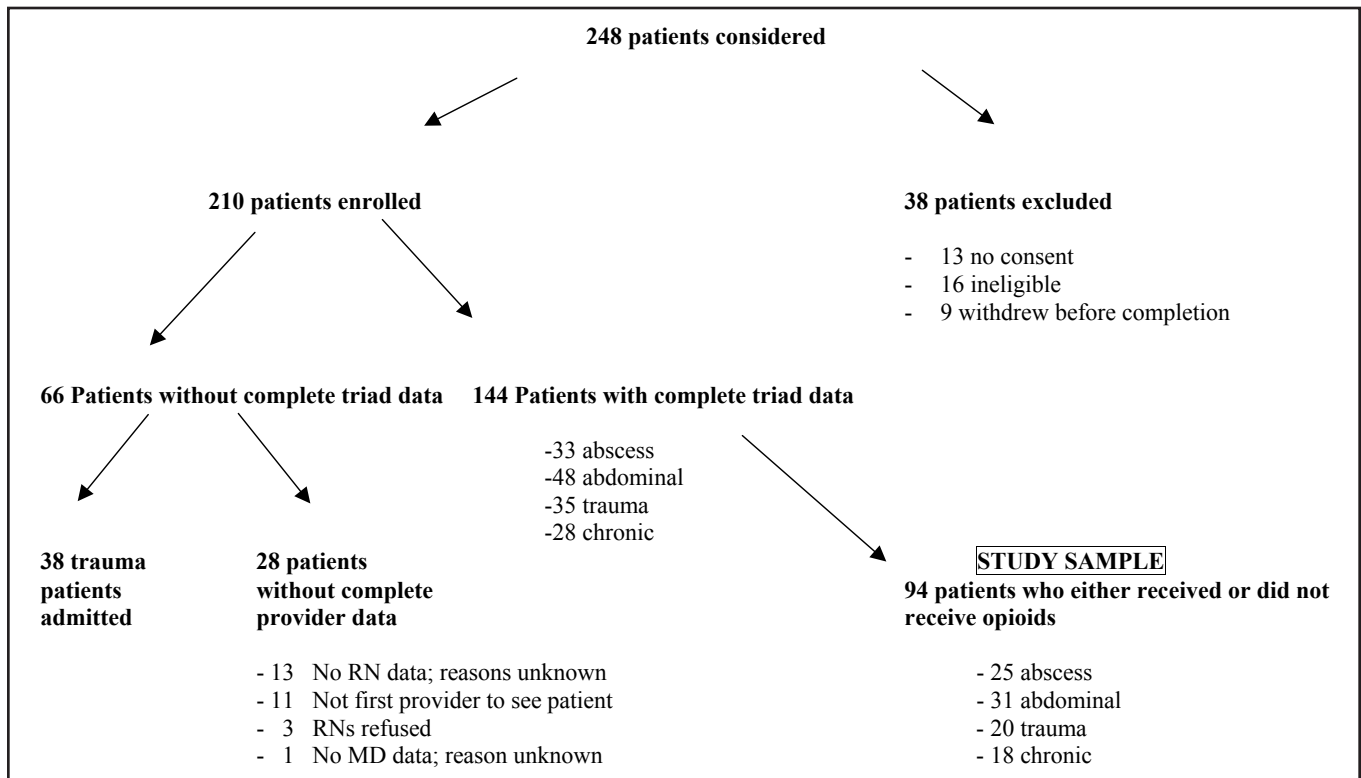 248 patients considered
210 patients enrolled
38 patients excluded
- 13 no consent
- 16 ineligible
- 9 withdrew before completion
66 Patients without complete triad data
144 Patients with complete triad data
-33 abscess
-48 abdominal
-35 trauma
-28 chronic
38 trauma
patients
admitted
28 patients
without complete
provider data
- 13 No RN data; reasons unknown
- 11 Not first provider to see patient
- 3 RNs refused
- 1 No MD data; reason unknown
STUDY SAMPLE
94 patients who either received or did not
receive opioids
- 25 abscess
- 31 abdominal
- 20 trauma
- 18 chronic